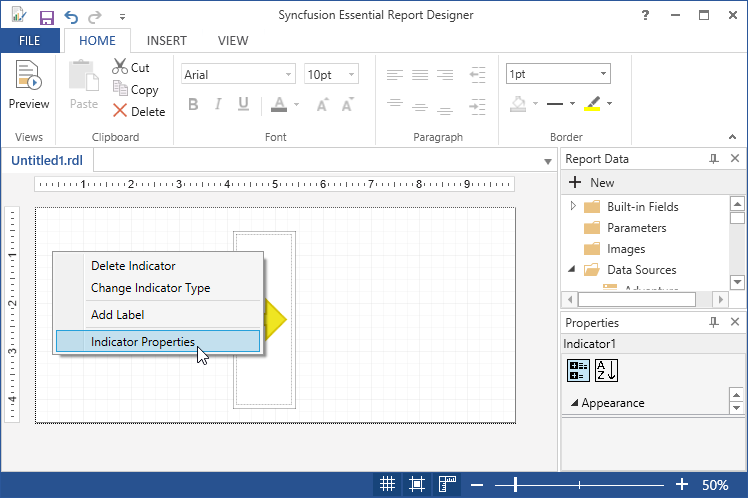 Syncfusion Essential Report Designer
?
FILE HOME INSERT VIEW
Preview
Views
Paste
Cut
Copy
Delete
Clipboard
Arial 10pt
B I U A A A
Font
Paragraph
1pt
Border
Untitled1.rdl
1 2 3 4 5 6 7 8 9
1
2
3
4
Delete Indicator
Change Indicator Type
Add Label
Indicator Properties
Report Data
New
Built-in Fields
Parameters
Images
Data Sources
Adventure
Properties
Indicator1
A
Z
Appearance
50%